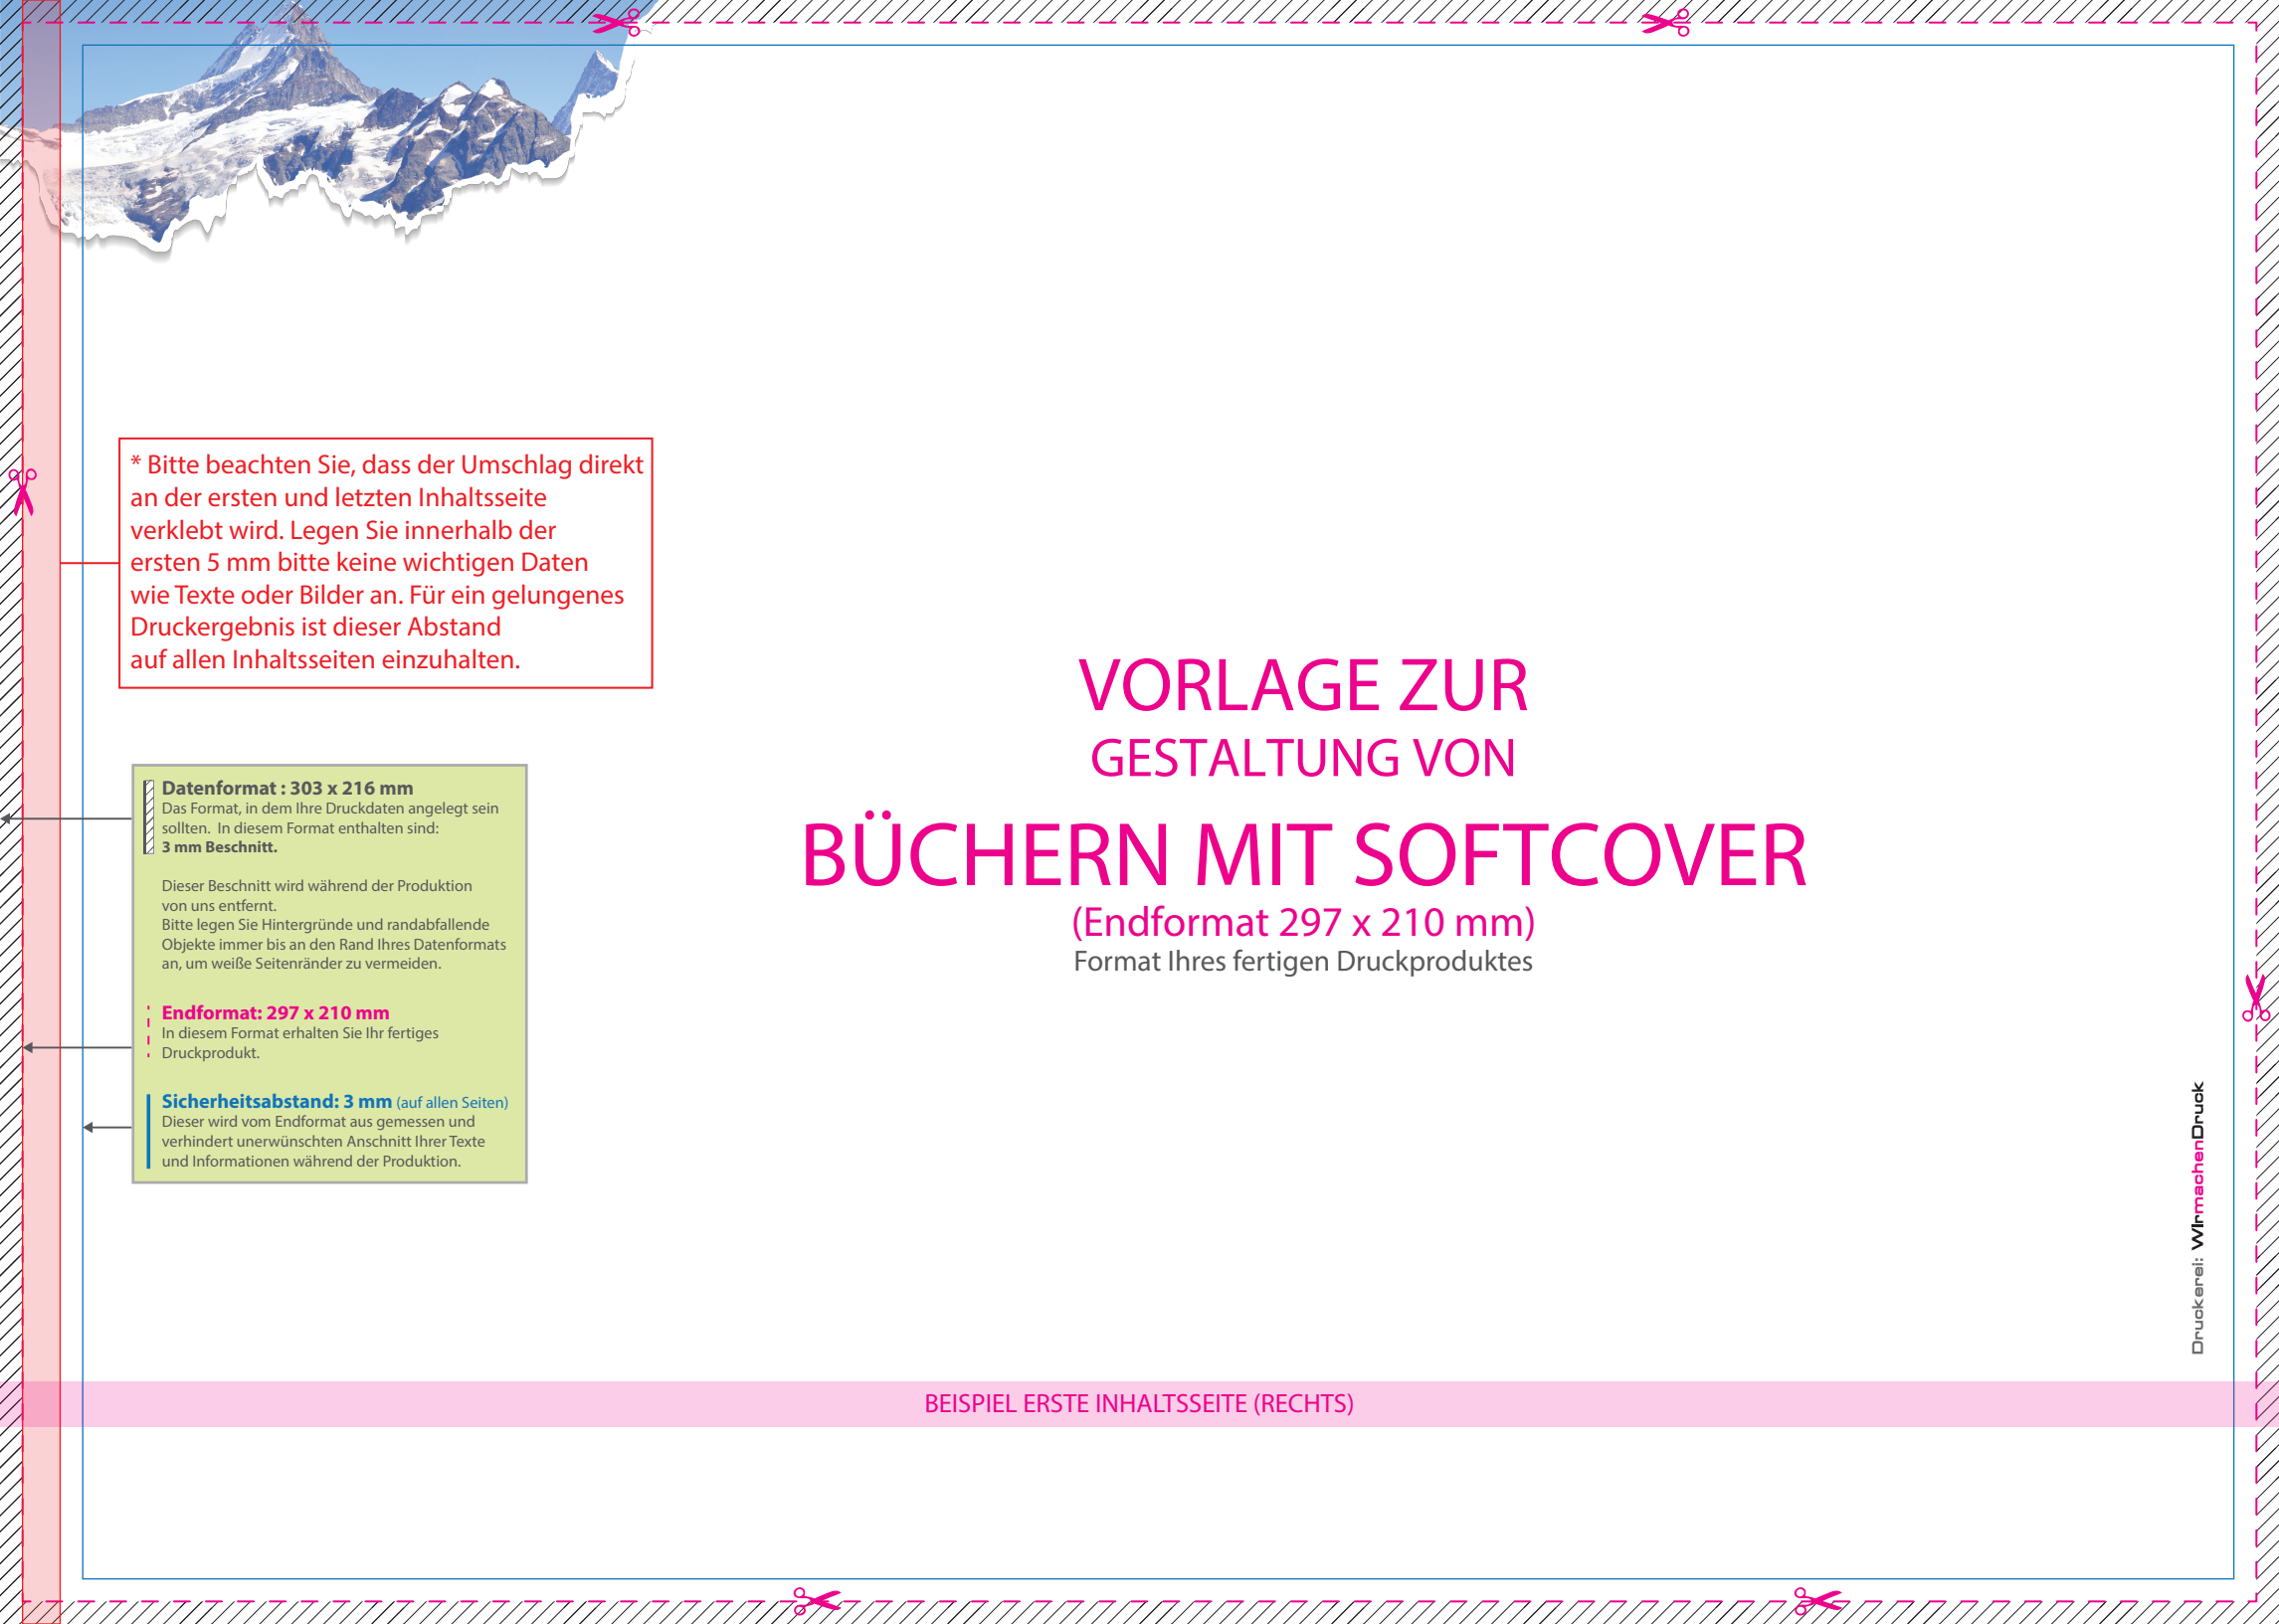 * Bitte beachten Sie, dass der Umschlag direkt
an der ersten und letzten Inhaltsseite
verklebt wird. Legen Sie innerhalb der
ersten 5 mm bitte keine wichtigen Daten
wie Texte oder Bilder an. Für ein gelungenes
Druckergebnis ist dieser Abstand
auf allen Inhaltsseiten einzuhalten.
VORLAGE ZUR
GESTALTUNG VON
BÜCHERN MIT SOFTCOVER
(Endformat 297 x 210 mm)
Format Ihres fertigen Druckproduktes
Datenformat : 303 x 216 mm
Das Format, in dem Ihre Druckdaten angelegt sein
sollten. In diesem Format enthalten sind:
3 mm Beschnitt.
Dieser Beschnitt wird während der Produktion
von uns entfernt.
Bitte legen Sie Hintergründe und randabfallende
Objekte immer bis an den Rand Ihres Datenformats
an, um weiße Seitenränder zu vermeiden.
Endformat: 297 x 210 mm
In diesem Format erhalten Sie Ihr fertiges
Druckprodukt.
Sicherheitsabstand: 3 mm (auf allen Seiten)
Dieser wird vom Endformat aus gemessen und
verhindert unerwünschten Anschnitt Ihrer Texte
und Informationen während der Produktion.
Druckerei: WIrmachenDruck
BEISPIEL ERSTE INHALTSSEITE (RECHTS)